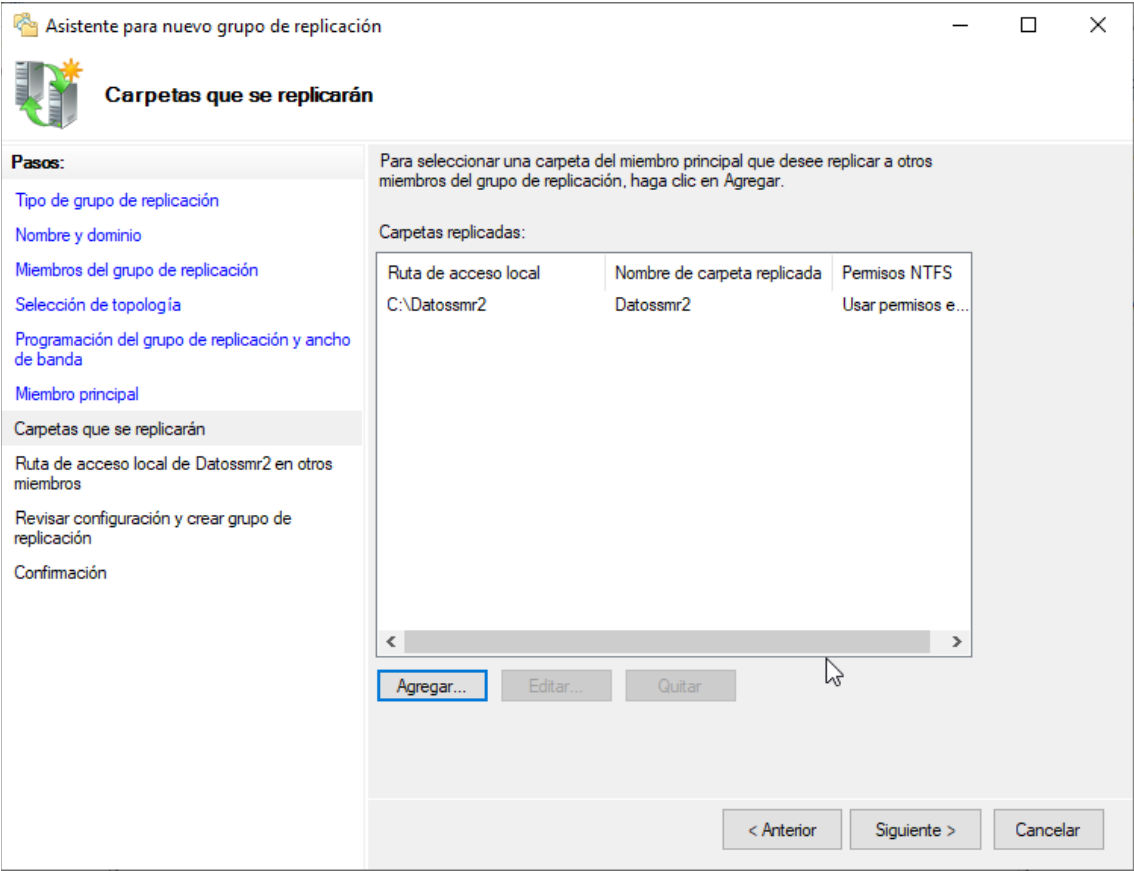 Asistente para nuevo grupo de replicación
Carpetas que se replicarán
Pasos:
Tipo de grupo de replicación
Nombre y dominio
Miembros del grupo de replicación
Selección de topología
Programación del grupo de replicación y ancho
de banda
Miembro principal
Carpetas que se replicarán
Ruta de acceso local de Datossmr2 en otros
miembros
Revisar configuración y crear grupo de
replicación
Confirmación
Para seleccionar una carpeta del miembro principal que desee replicar a otros
miembros del grupo de replicación, haga clic en Agregar.
Carpetas replicadas:
Ruta de acceso local Nombre de carpeta replicada Permisos NTFS
C:\Datossmr2 Datossmr2 Usar permisos e...
Agregar... Editar... Quitar
< Anterior Siguiente > Cancelar